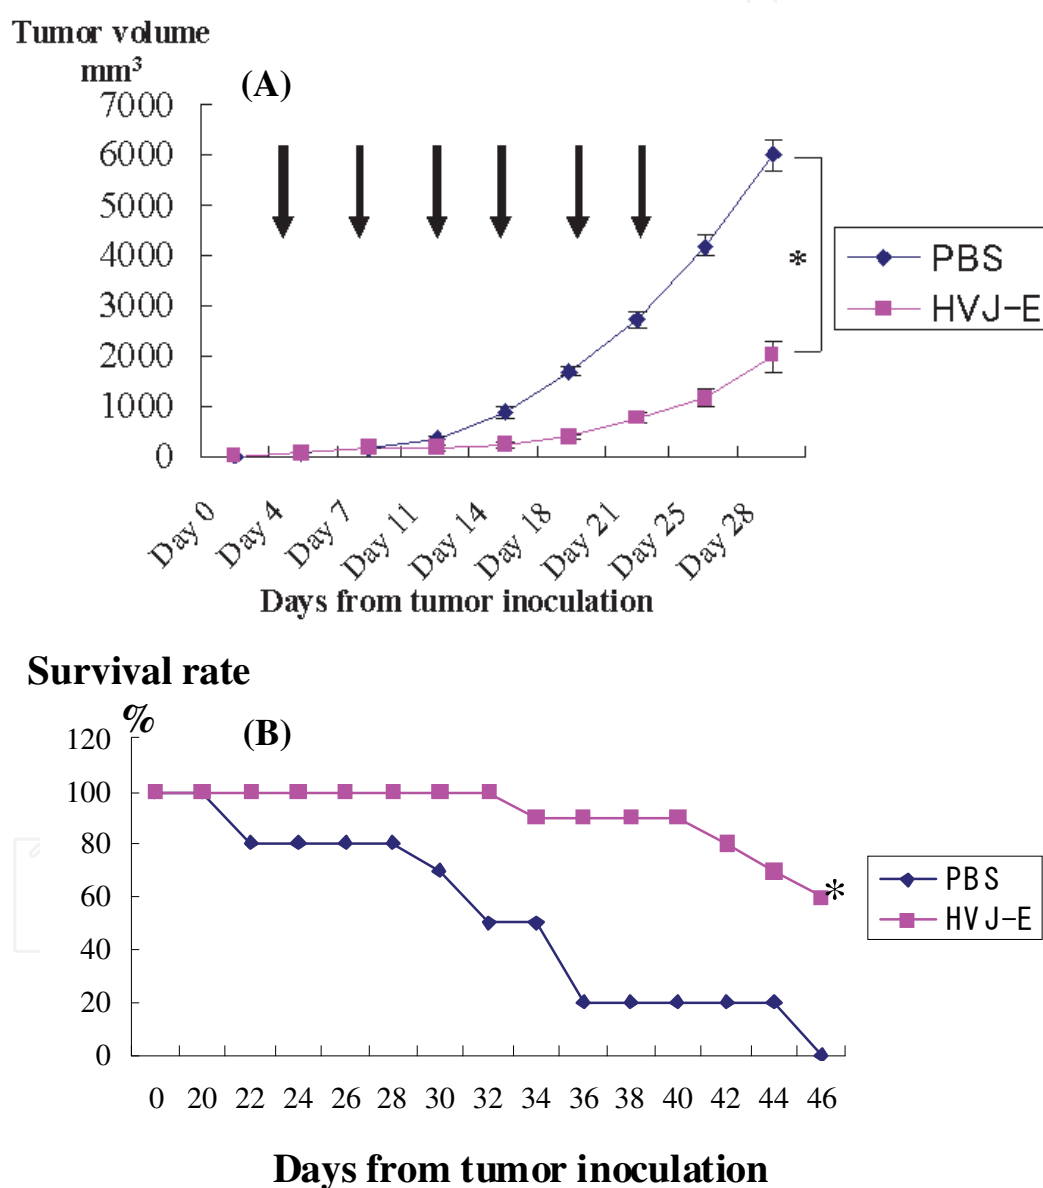 Tumor volume
mm³
(A)
7000
6000
5000
4000
3000
2000
1000
0
*
PBS
HVJ-E
Day 0
Day 4
Day 7
Day 11
Day 14
Day 18
Day 21
Day 25
Day 28
Days from tumor inoculation
Survival rate
%
(B)
120
100
80
60
40
20
0
*
PBS
HVJ-E
0 20 22 24 26 28 30 32 34 36 38 40 42 44 46
Days from tumor inoculation